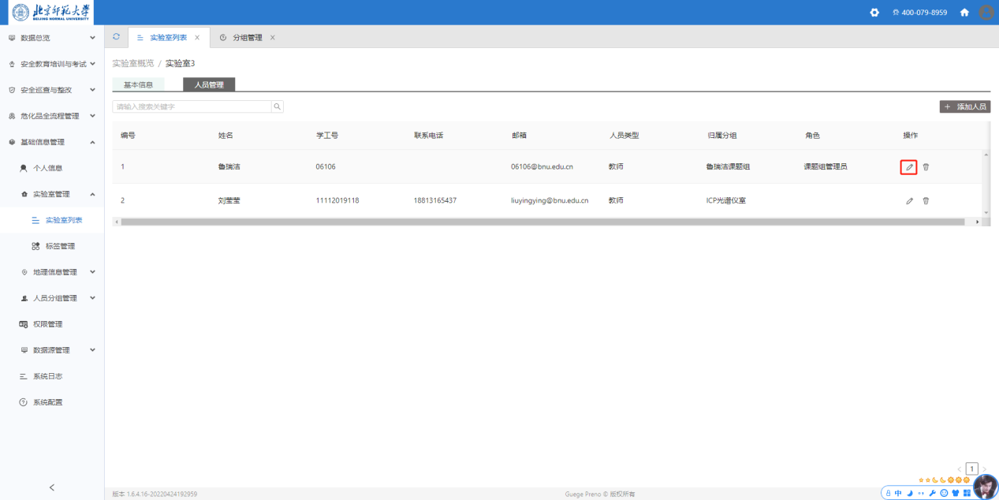 北京师范大学
BEIJING NORMAL UNIVERSITY
400-079-8959
数据总览
安全教育培训与考试
安全巡查与整改
危化品全流程管理
基础信息管理
个人信息
实验室管理
实验室列表
标签管理
地理信息管理
人员分组管理
权限管理
数据源管理
系统日志
系统配置
实验室列表 × 分组管理 ×
实验室概览 / 实验室3
基本信息 人员管理
请输入搜索关键字
+ 添加人员
编号 姓名 学工号 联系电话 邮箱 人员类型 归属分组 角色 操作
1 鲁瑞洁 06106 06106@bnu.edu.cn 教师 鲁瑞洁课题组 课题组管理员
2 刘莹莹 11112019118 18813165437 liuyingying@bnu.edu.cn 教师 ICP光谱仪室
< 1 >
版本 1.6.4.16-20220424192959
Guege Preno © 版权所有
中